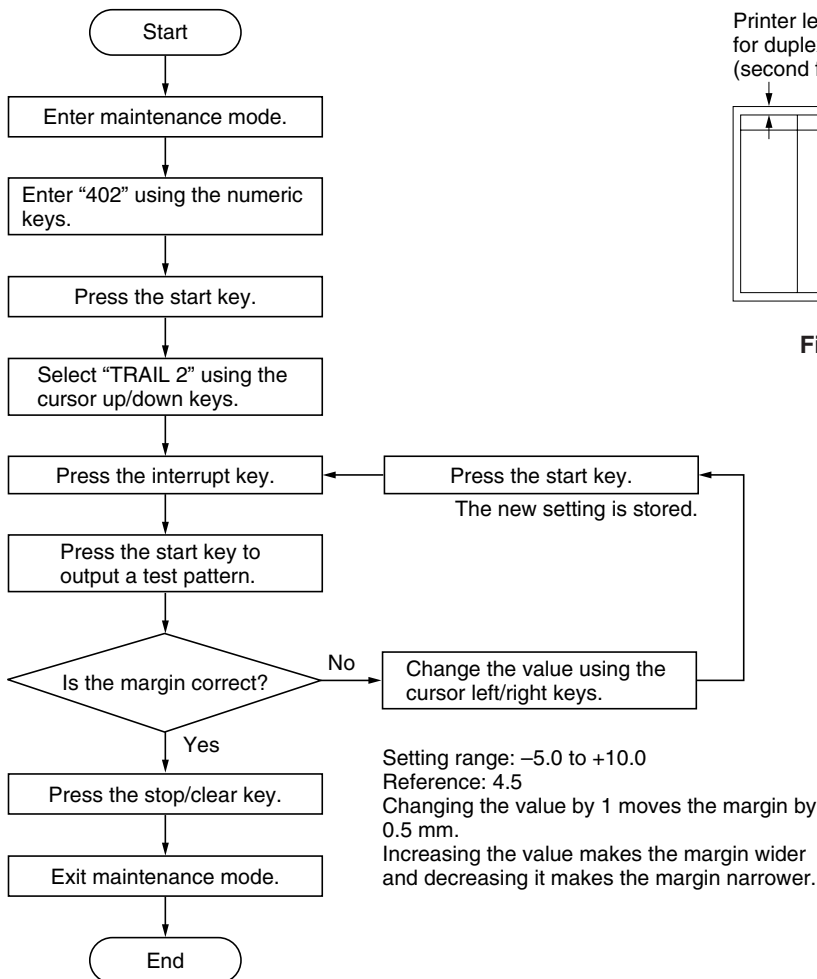 Start
Enter maintenance mode.
Enter “402” using the numeric
keys.
Press the start key.
Select “TRAIL 2” using the
cursor up/down keys.
Press the interrupt key.
Press the start key.
The new setting is stored.
Press the start key to
output a test pattern.
Is the margin correct?
No
Change the value using the
cursor left/right keys.
Yes
Setting range: –5.0 to +10.0
Reference: 4.5
Changing the value by 1 moves the margin by
0.5 mm.
Increasing the value makes the margin wider
and decreasing it makes the margin narrower.
Press the stop/clear key.
Exit maintenance mode.
End
Printer
for
(second